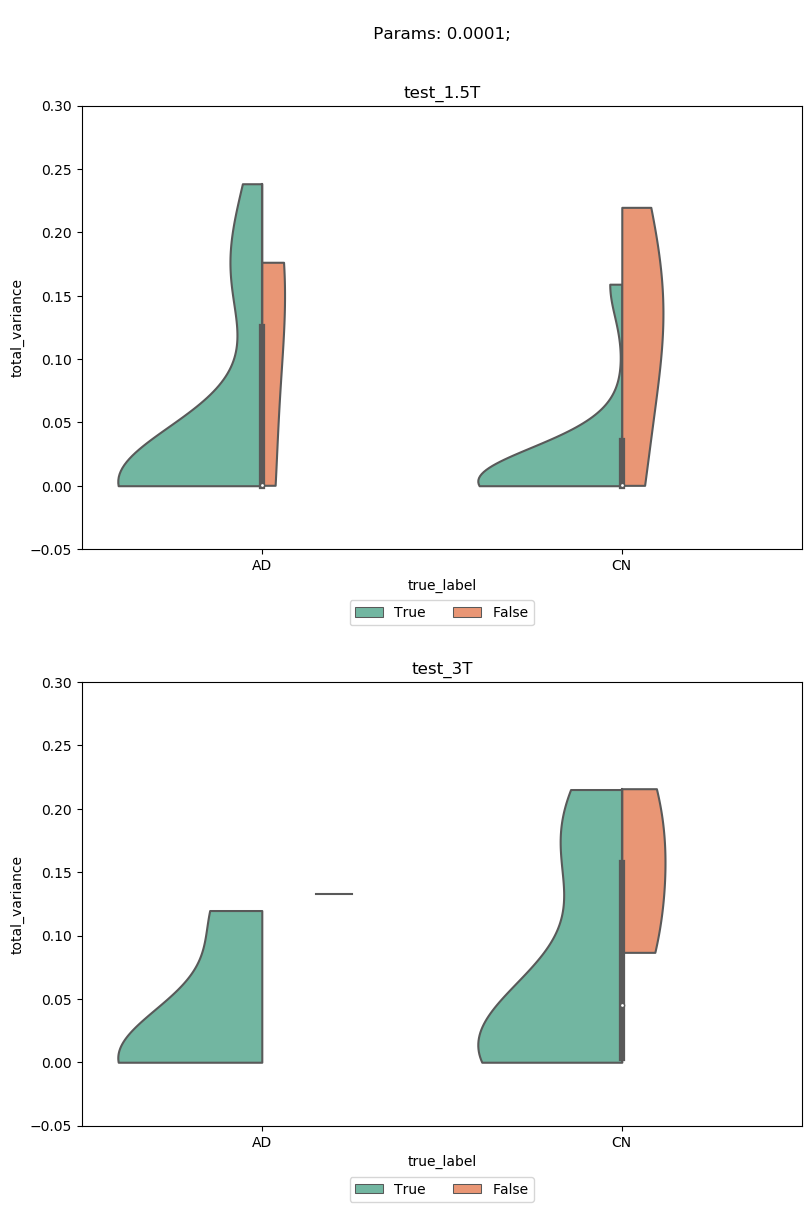 Params: 0.0001;
test_1.5T
0.30
0.25
0.20
0.15
0.10
0.05
0.00
−0.05
total_variance
AD CN
true_label
True False
test_3T
0.30
0.25
0.20
0.15
0.10
0.05
0.00
−0.05
total_variance
AD CN
true_label
True False